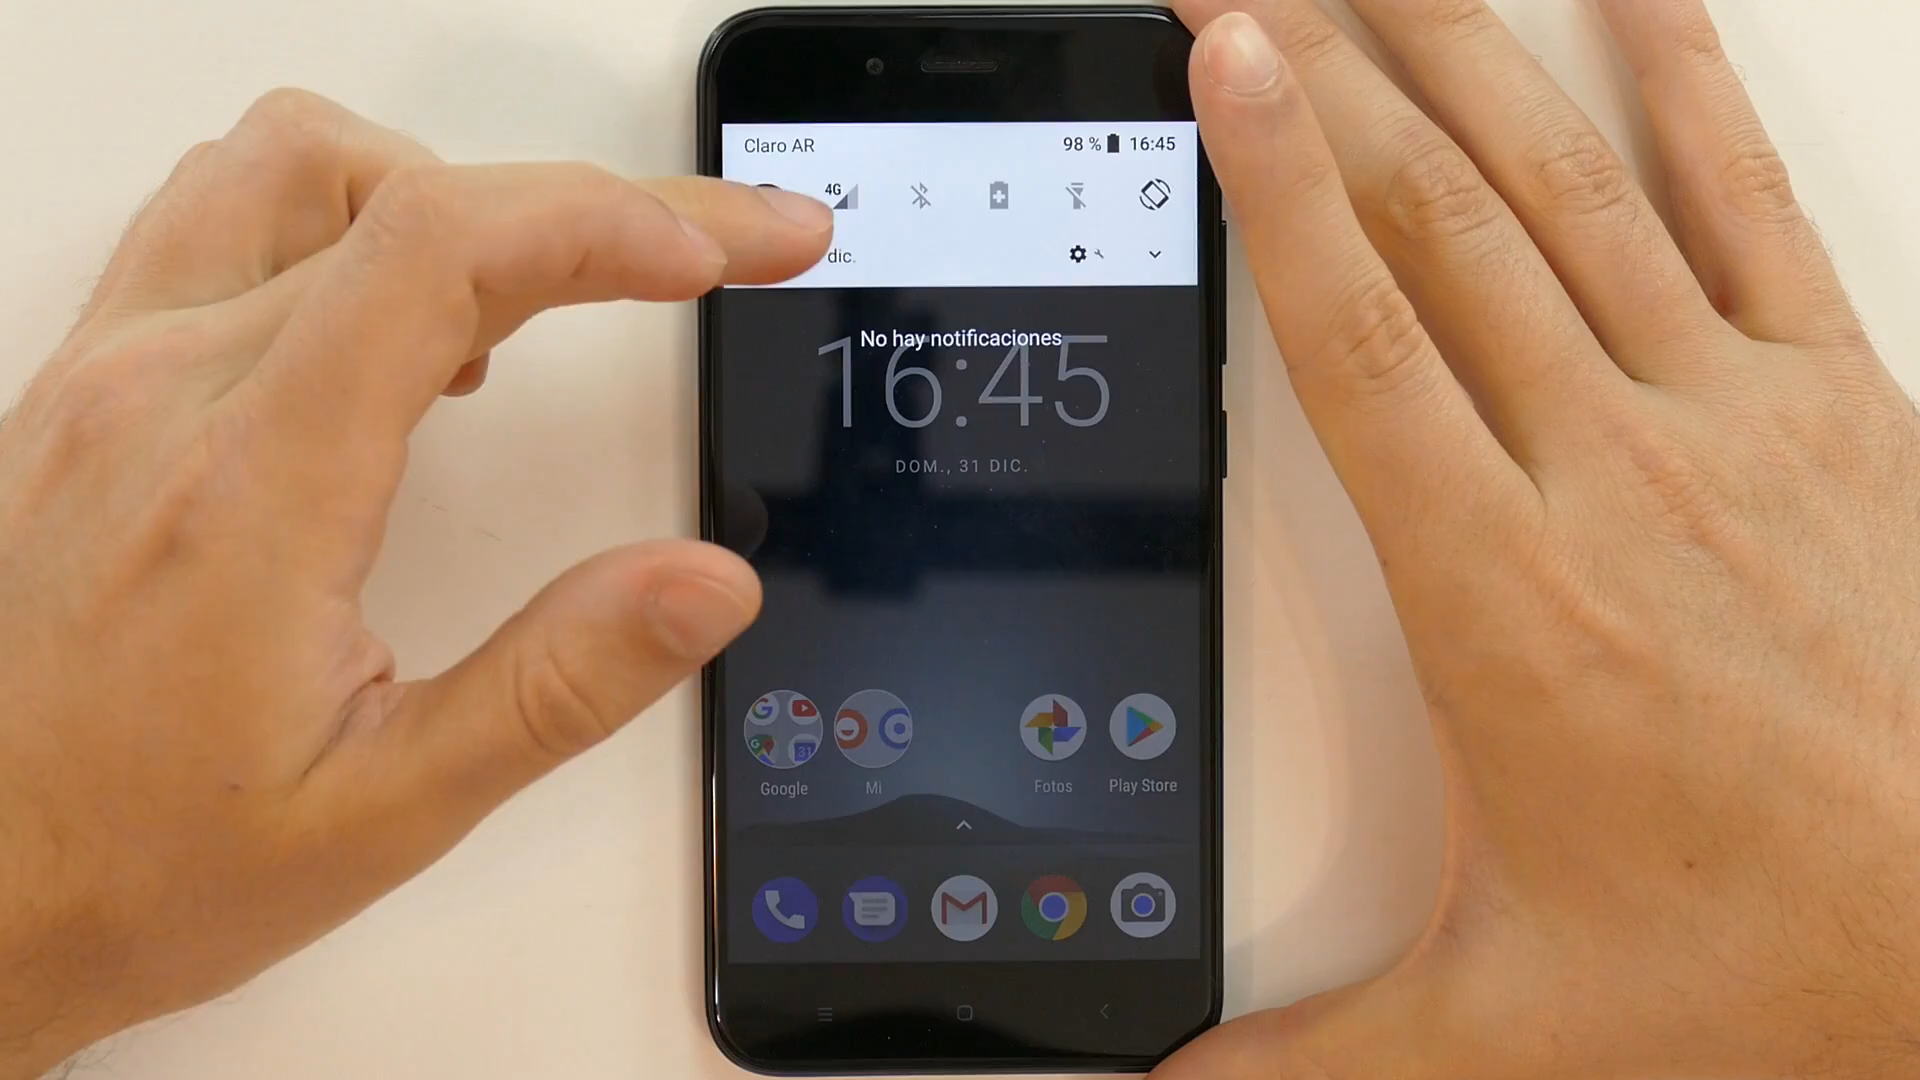 Claro AR 98 % 16:45
4G
dic.
No hay notificaciones
16:45
DOM., 31 DIC.
31
Google Mi Fotos Play Store